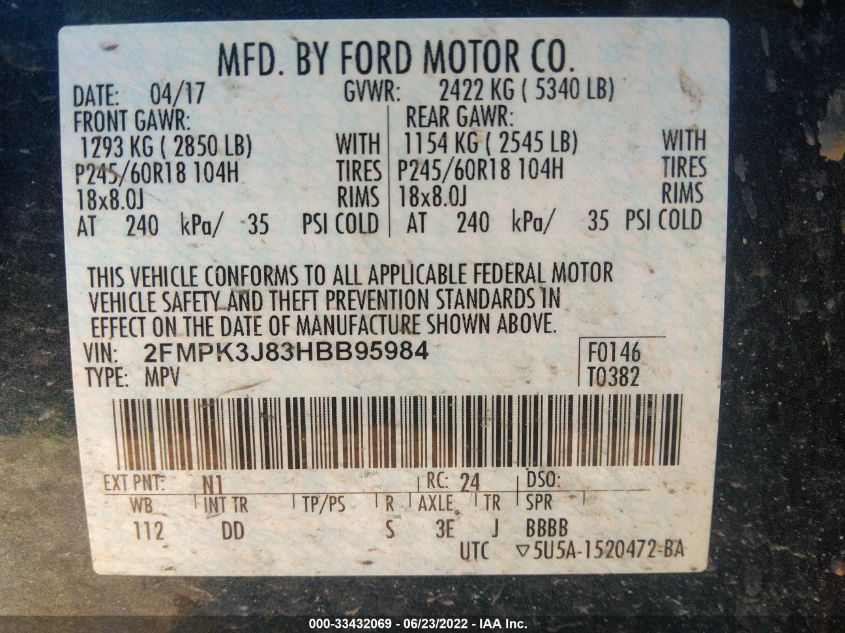 MFD. BY FORD MOTOR CO.
DATE: 04/17 GVWR: 2422 KG ( 5340 LB)
FRONT GAWR: REAR GAWR:
1293 KG ( 2850 LB) WITH 1154 KG ( 2545 LB) WITH
P245/60R18 104H TIRES P245/60R18 104H TIRES
18x8.0J RIMS 18x8.0J RIMS
AT 240 kPa/ 35 PSI COLD AT 240 kPa/ 35 PSI COLD
THIS VEHICLE CONFORMS TO ALL APPLICABLE FEDERAL MOTOR
VEHICLE SAFETY AND THEFT PREVENTION STANDARDS IN
EFFECT ON THE DATE OF MANUFACTURE SHOWN ABOVE.
VIN: 2FMPK3J83HBB95984 F0146
TYPE: MPV T0382
EXT PNT: N1 RC: 24 DSO:
WB INT TR TP/PS R AXLE TR SPR
112 DD S 3E J BBBB
UTC ▽5U5A-1520472-BA
000-33432069 - 06/23/2022 - IAA Inc.